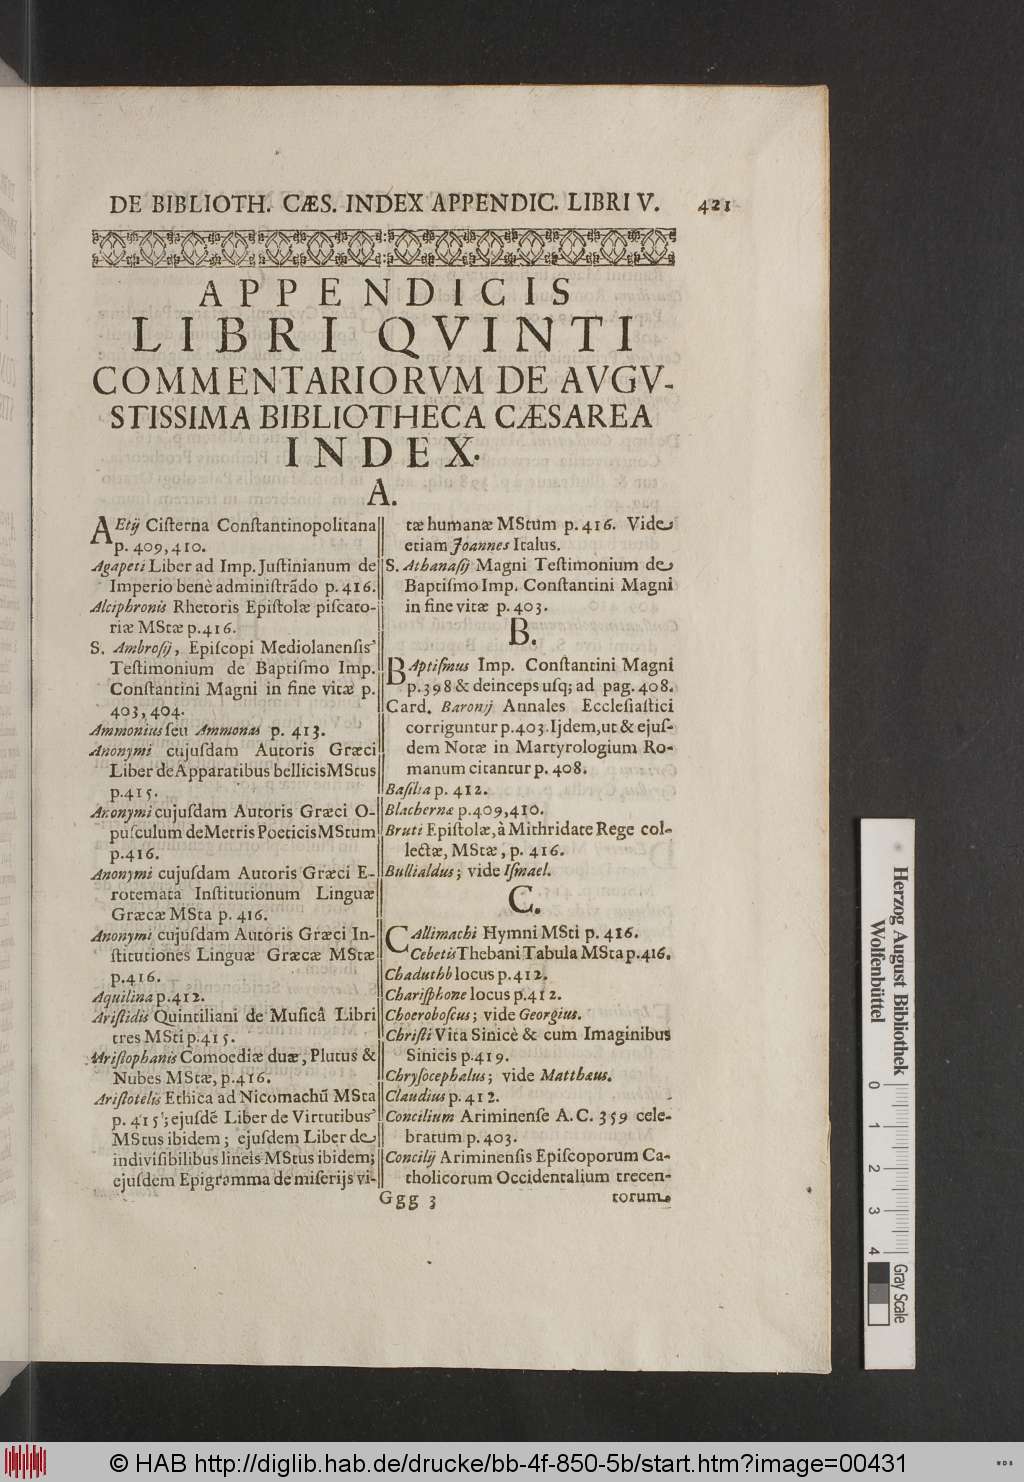 DE BIBLIOTH. CÆS. INDEX APPENDIC. LIBRI V. 421
APPENDICIS
LIBRI QVINTI
COMMENTARIORVM DE AVGV-
STISSIMA BIBLIOTHECA CÆSAREA
INDEX.
A.
AEtij Ciſterna Conſtantinopolitana
p. 409, 410.
Agapeti Liber ad Imp. Juſtinianum de
Imperio benè adminiſtrādo p. 416.
Alciphronis Rhetoris Epiſtolæ piſcato-
riæ MStæ p. 416.
S. Ambroſij, Epiſcopi Mediolanenſis
Teſtimonium de Baptiſmo Imp.
Conſtantini Magni in fine vitæ p.
403, 404.
Ammonius ſeu Ammonas p. 413.
Anonymi cujuſdam Autoris Græci
Liber de Apparatibus bellicis MStus
p. 415.
Anonymi cujuſdam Autoris Græci O-
puſculum de Metris Poeticis MStum
p. 416.
Anonymi cujuſdam Autoris Græci E-
rotemata Inſtitutionum Linguæ
Græcæ MSta p. 416.
Anonymi cujuſdam Autoris Græci In-
ſtitutiones Linguæ Græcæ MStæ
p. 416.
Aquilina p. 412.
Ariſtidis Quintiliani de Muſicâ Libri
tres MSti p. 415.
Ariſtophanis Comoediæ duæ, Plutus &
Nubes MStæ, p. 416.
Ariſtotelis Ethica ad Nicomachū MSta
p. 415; ejuſdē Liber de Virtutibus
MStus ibidem; ejuſdem Liber de
indiviſibilibus lineis MStus ibidem;
ejuſdem Epigramma de miſerijs vi-
tæ humanæ MStum p. 416. Vide
etiam Joannes Italus.
S. Athanaſij Magni Teſtimonium de
Baptiſmo Imp. Conſtantini Magni
in fine vitæ p. 403.
B.
BAptiſmus Imp. Conſtantini Magni
p. 398 & deinceps uſq; ad pag. 408.
Card. Baronij Annales Eccleſiaſtici
corriguntur p. 403. Ijdem, ut & ejuſ-
dem Notæ in Martyrologium Ro-
manum citantur p. 408.
Baſilia p. 412.
Blachernæ p. 409, 410.
Bruti Epiſtolæ, à Mithridate Rege col-
lectæ, MStæ, p. 416.
Bullialdus; vide Iſmael.
C.
CAllimachi Hymni MSti p. 416.
Cebetis Thebani Tabula MSta p. 416.
Chaduthb locus p. 412.
Chariſphone locus p. 412.
Choeroboſcus; vide Georgius.
Chriſti Vita Sinicè & cum Imaginibus
Sinicis p. 419.
Chryſocephalus; vide Matthæus.
Claudius p. 412.
Concilium Ariminenſe A. C. 359 cele-
bratum p. 403.
Concilij Ariminenſis Epiſcoporum Ca-
tholicorum Occidentalium trecen-
Ggg 3 torum
Herzog August Bibliothek
Wolfenbüttel
0 1 2 3 4
Gray Scale
© HAB http://diglib.hab.de/drucke/bb-4f-850-5b/start.htm?image=00431